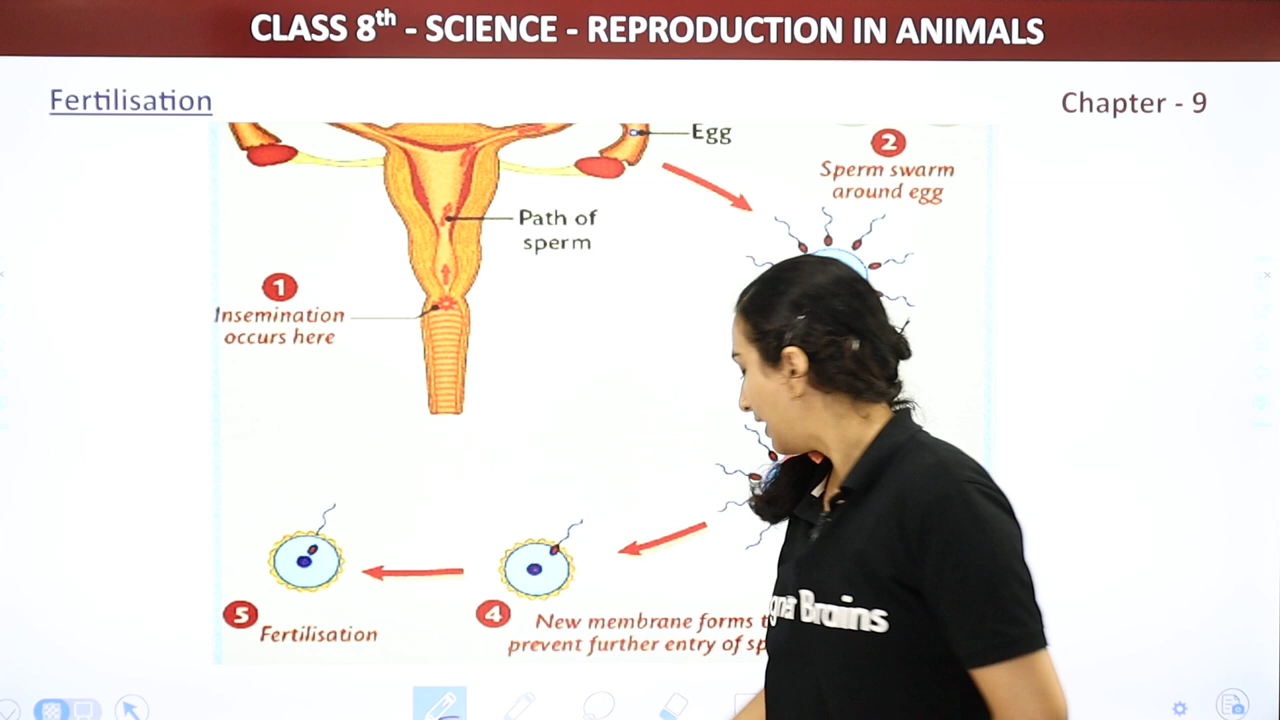 CLASS 8th - SCIENCE - REPRODUCTION IN ANIMALS
Fertilisation
Chapter - 9
Egg
2
Sperm swarm
around egg
Path of
sperm
1
Insemination
occurs here
5
Fertilisation
4
New membrane forms
prevent further entry of
Brains